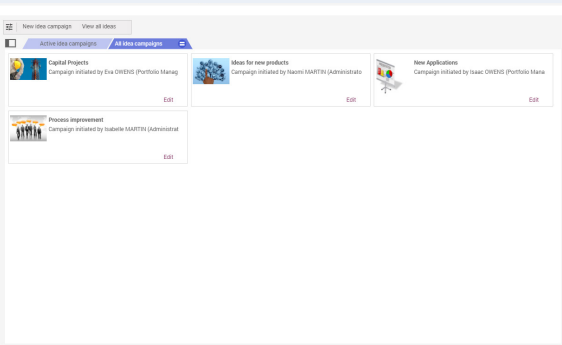 New idea campaign View all ideas
Active idea campaigns All idea campaigns
Capital Projects
Campaign initiated by Eva OWENS (Portfolio Manag
Edit
Ideas for new products
Campaign initiated by Naomi MARTIN (Administrato
Edit
New Applications
Campaign initiated by Isaac OWENS (Portfolio Mana
Edit
Process improvement
Campaign initiated by Isabelle MARTIN (Administrat
Edit